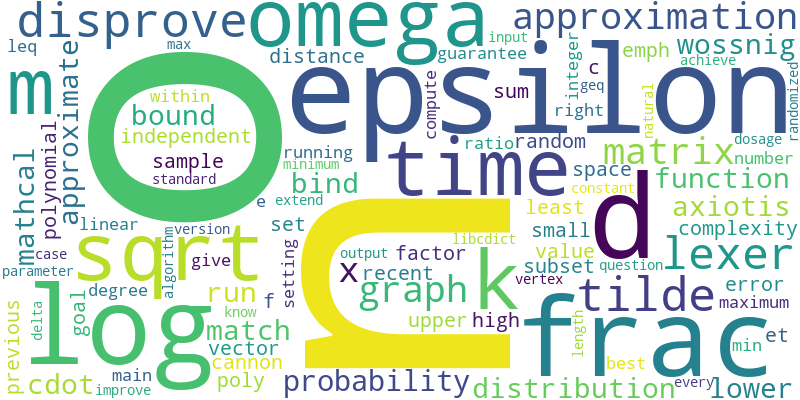 disprove
omega
approximation
leq
max
input
wossnig
emph
achieve
distance
guarantee
integer
c
geq
randomized
m
O
epsilon
within
bound
independent
sample
standard
compute
sum
right
natural
approximate
polynomial
mathcal
running
minimum
bind
extend
e
time
ratio
random
space
constant
matrix
dosage
number
function
least
d
axiotis
linear
version
set
small
complexity
case
parameter
sqrt
algorithm
give
setting
n
output
libcdict
factor
x
recent
value
subset
question
lexer
error
vertex
k
tilde
maximum
degree
run
f
graph
previous
delta
goal
log
know
match
upper
high
frac
length
min
et
vector
cannon
best
main
poly
improve
cdot
probability
distribution
every
lower